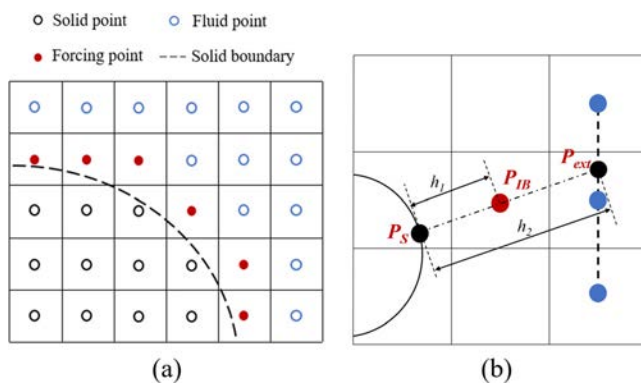 Solid point Fluid point
Forcing point Solid boundary
P_ext
h_1 P_IB
P_S
h_2
(a) (b)